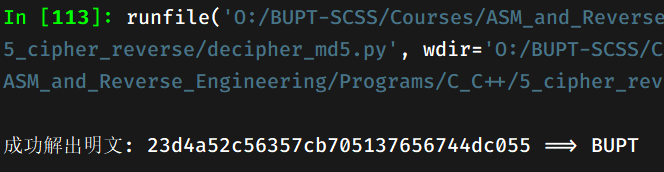 In [113]: runfile('O:/BUPT-SCSS/Courses/ASM_and_Reverse
5_cipher_reverse/decipher_md5.py', wdir='O:/BUPT-SCSS/C
ASM_and_Reverse_Engineering/Programs/C_C++/5_cipher_rev
成功解出明文: 23d4a52c56357cb705137656744dc055 ==> BUPT